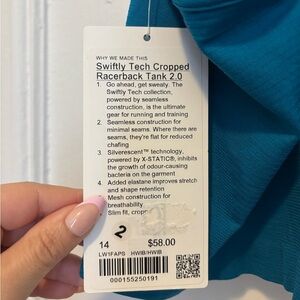 WHY WE MADE THIS
Swiftly Tech Cropped
Racerback Tank 2.0
1. Go ahead, get sweaty. The
Swiftly Tech collection,
powered by seamless
construction, is the ultimate
gear for running and training
2. Seamless construction for
minimal seams. Where there are
seams, they're flat for reduced
chafing
3. Silverescent™ technology,
powered by X-STATIC®, inhibits
the growth of odour-causing
bacteria on the garment
4. Added elastane improves stretch
and shape retention
Mesh construction for
breathability
Slim fit,
2
14 $58.00
LW1FAPS HWIB/HWIB
000155250191